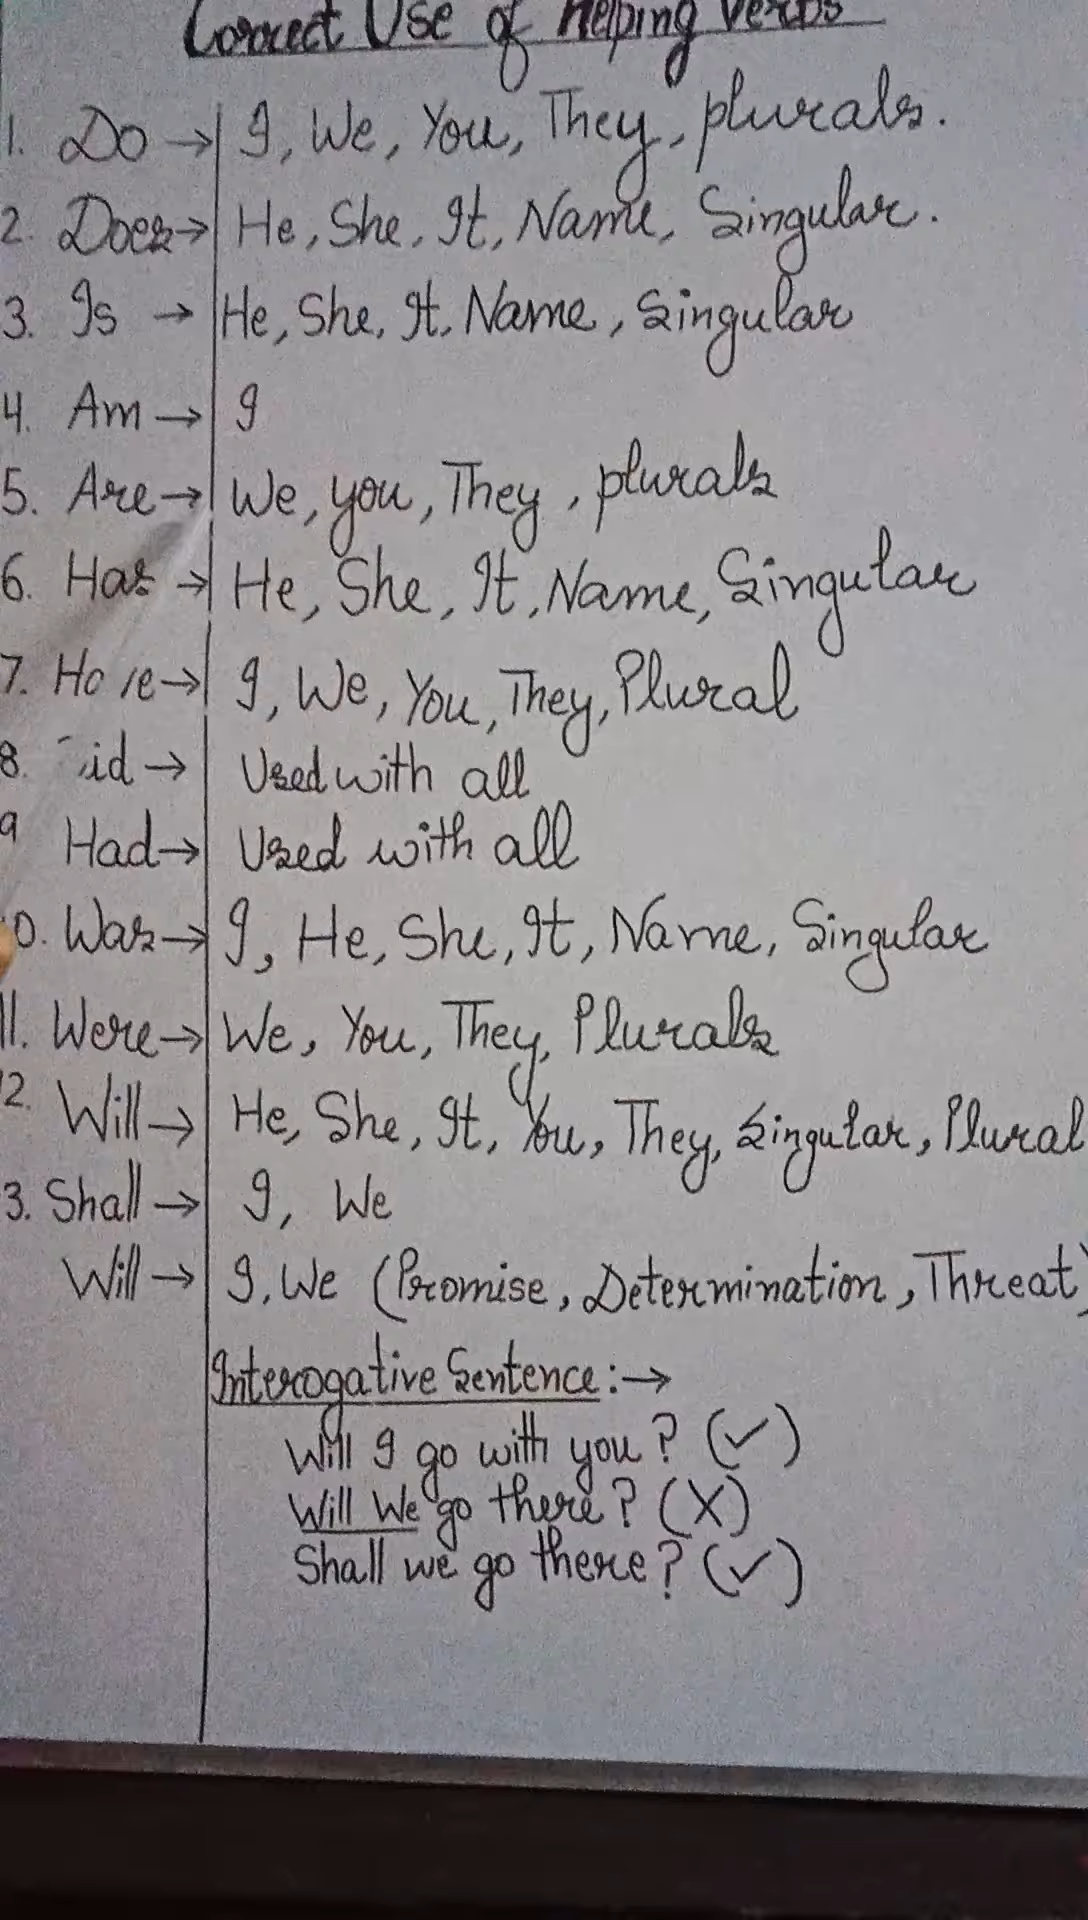 Correct Use of helping verbs
1. Do → I, We, You, They, plurals.
2. Does → He, She, It, Name, Singular.
3. Is → He, She, It, Name, Singular
4. Am → I
5. Are → We, you, They, plurals
6. Has → He, She, It, Name, Singular
7. Have → I, We, You, They, Plural
8. id → Used with all
9 Had → Used with all
0. Was → I, He, She, It, Name, Singular
11. Were → We, You, They, Plurals
12. Will → He, She, It, You, They, Singular, Plural
3. Shall → I, We
Will → I, We (Promise, Determination, Threat)
Interogative Sentence :→
Will I go with you? (✓)
Will We go there? (X)
Shall we go there? (✓)